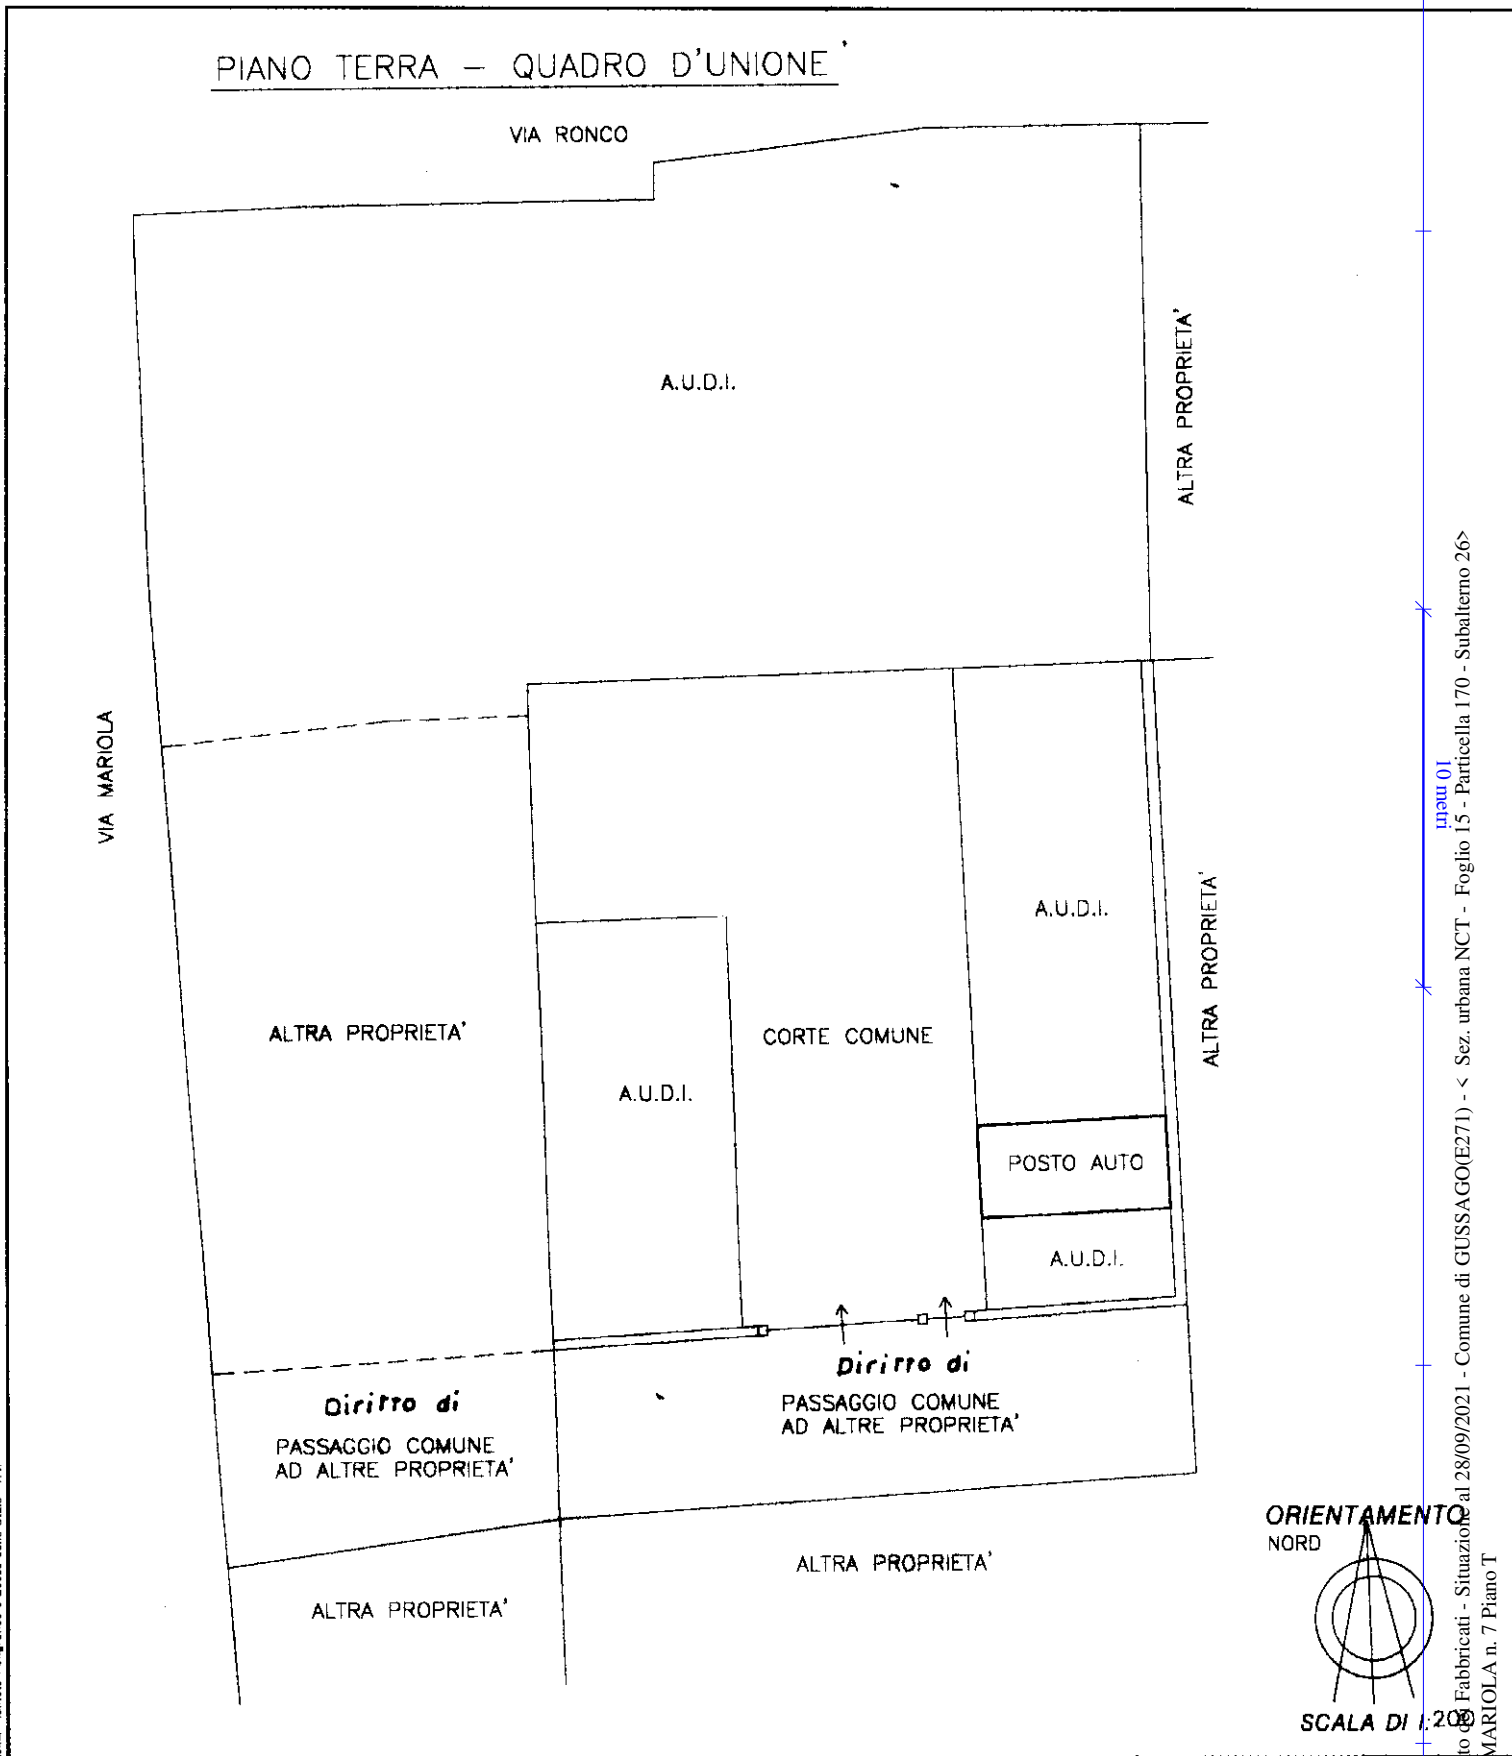 PIANO TERRA – QUADRO D'UNIONE
VIA RONCO
A.U.D.I.
ALTRA PROPRIETA'
VIA MARIOLA
A.U.D.I.
ALTRA PROPRIETA'
ALTRA PROPRIETA'
CORTE COMUNE
A.U.D.I.
POSTO AUTO
A.U.D.I.
Diritto di
PASSAGGIO COMUNE
AD ALTRE PROPRIETA'
Diritto di
PASSAGGIO COMUNE
AD ALTRE PROPRIETA'
ALTRA PROPRIETA'
ALTRA PROPRIETA'
ORIENTAMENTO
NORD
SCALA DI 1:200
10 metri
to dei Fabbricati - Situazione al 28/09/2021 - Comune di GUSSAGO(E271) - < Sez. urbana NCT - Foglio 15 - Particella 170 - Subalterno 26>
MARIOLA n. 7 Piano T